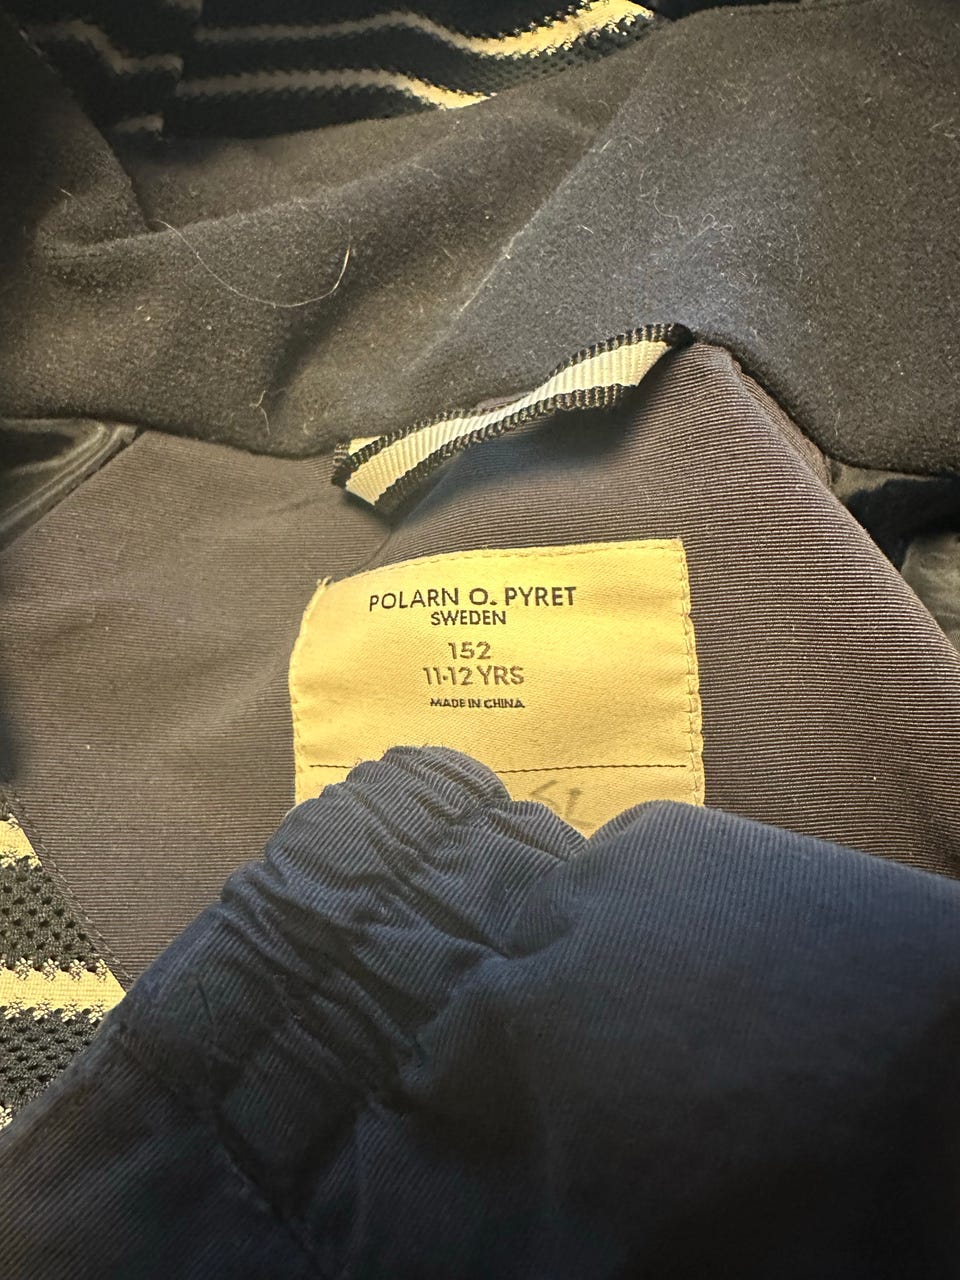 POLARN O. PYRET
SWEDEN
152
11-12 YRS
MADE IN CHINA